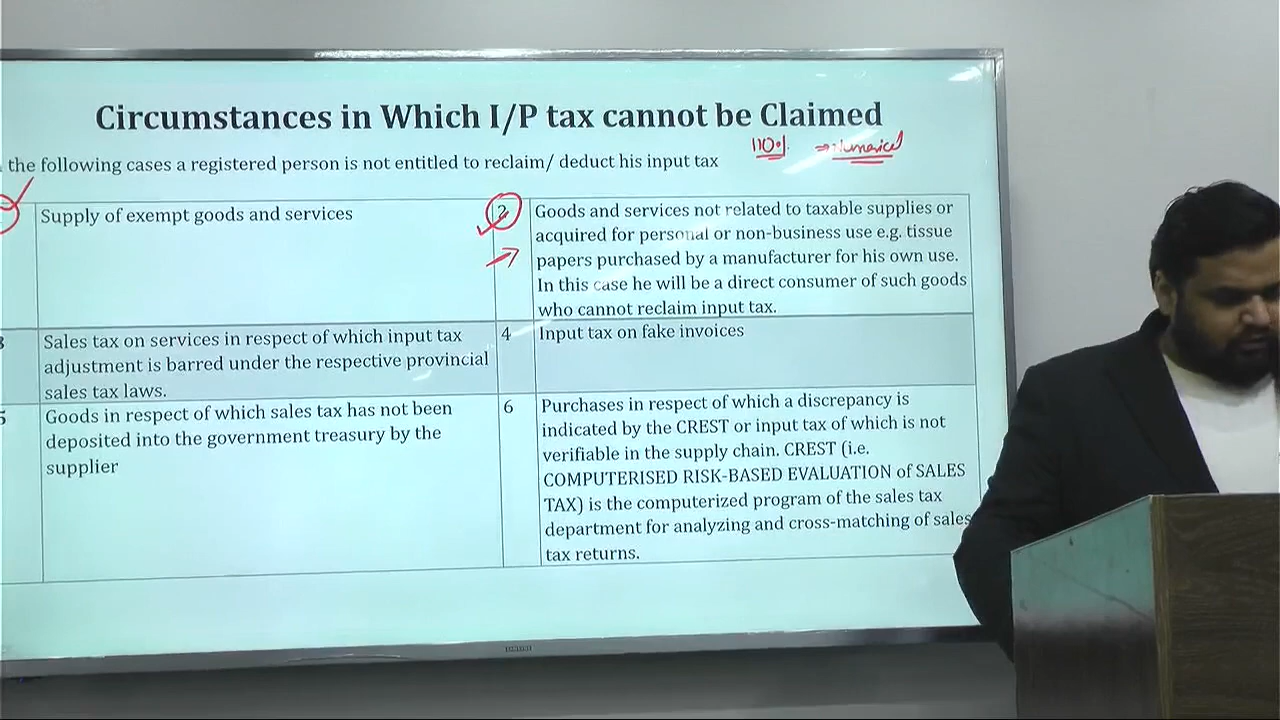 Circumstances in Which I/P tax cannot be Claimed
110% → Numerical
the following cases a registered person is not entitled to reclaim/ deduct his input tax
Supply of exempt goods and services
2
Goods and services not related to taxable supplies or
acquired for personal or non-business use e.g. tissue
papers purchased by a manufacturer for his own use.
In this case he will be a direct consumer of such goods
who cannot reclaim input tax.
3
Sales tax on services in respect of which input tax
adjustment is barred under the respective provincial
sales tax laws.
4
Input tax on fake invoices
5
Goods in respect of which sales tax has not been
deposited into the government treasury by the
supplier
6
Purchases in respect of which a discrepancy is
indicated by the CREST or input tax of which is not
verifiable in the supply chain. CREST (i.e.
COMPUTERISED RISK-BASED EVALUATION of SALES
TAX) is the computerized program of the sales tax
department for analyzing and cross-matching of sales
tax returns.